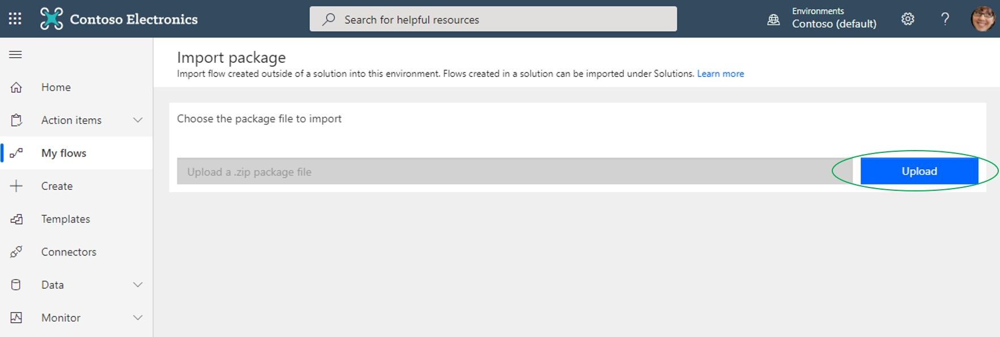 Contoso Electronics
Search for helpful resources
Environments
Contoso (default)
?
Home
Action items
My flows
Create
Templates
Connectors
Data
Monitor
Import package
Import flow created outside of a solution into this environment. Flows created in a solution can be imported under Solutions. Learn more
Choose the package file to import
Upload a .zip package file
Upload